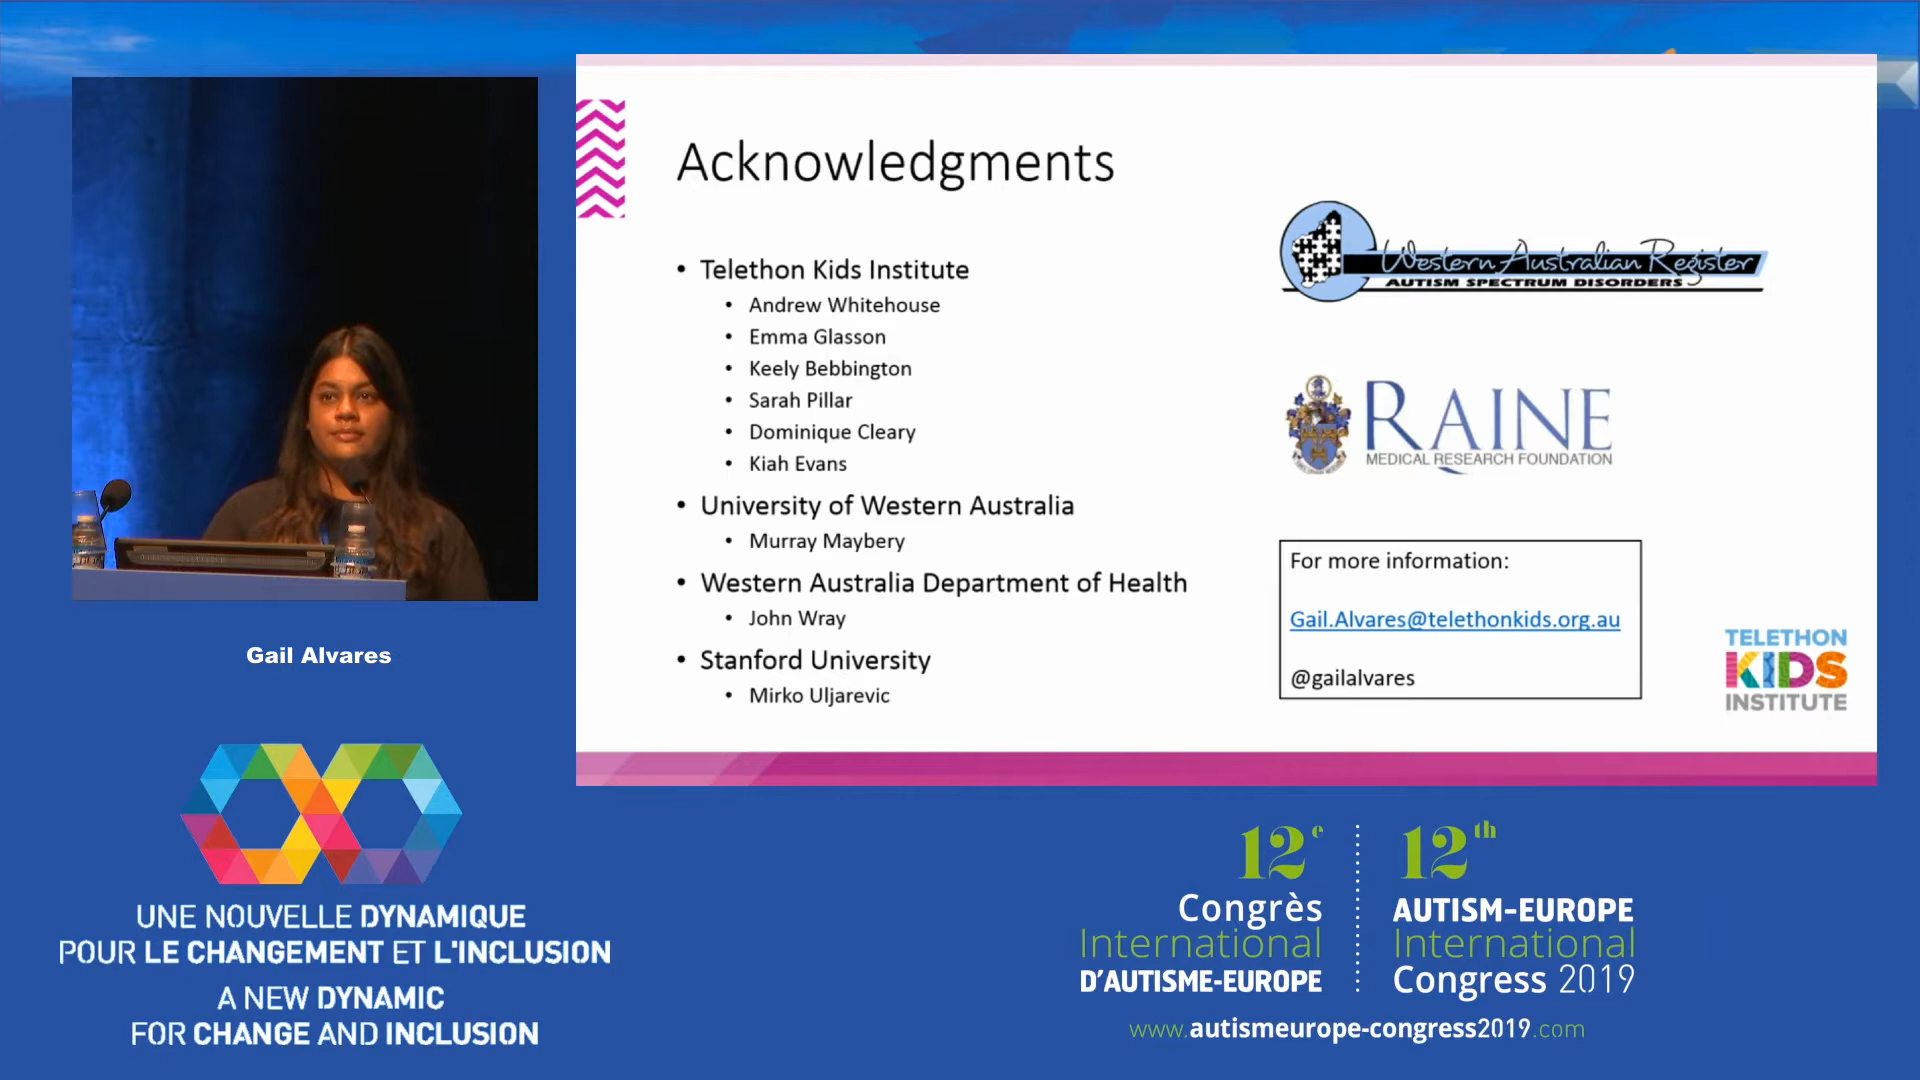 Acknowledgments
• Telethon Kids Institute
• Andrew Whitehouse
• Emma Glasson
• Keely Bebbington
• Sarah Pillar
• Dominique Cleary
• Kiah Evans
• University of Western Australia
• Murray Maybery
• Western Australia Department of Health
• John Wray
• Stanford University
• Mirko Uljarevic
Western Australian Register
AUTISM SPECTRUM DISORDERS
RAINE
MEDICAL RESEARCH FOUNDATION
For more information:
Gail.Alvares@telethonkids.org.au
@gailalvares
TELETHON
KIDS
INSTITUTE
Gail Alvares
UNE NOUVELLE DYNAMIQUE
POUR LE CHANGEMENT ET L'INCLUSION
A NEW DYNAMIC
FOR CHANGE AND INCLUSION
12e
Congrès
International
D'AUTISME-EUROPE
12th
AUTISM-EUROPE
International
Congress 2019
www.autismeurope-congress2019.com